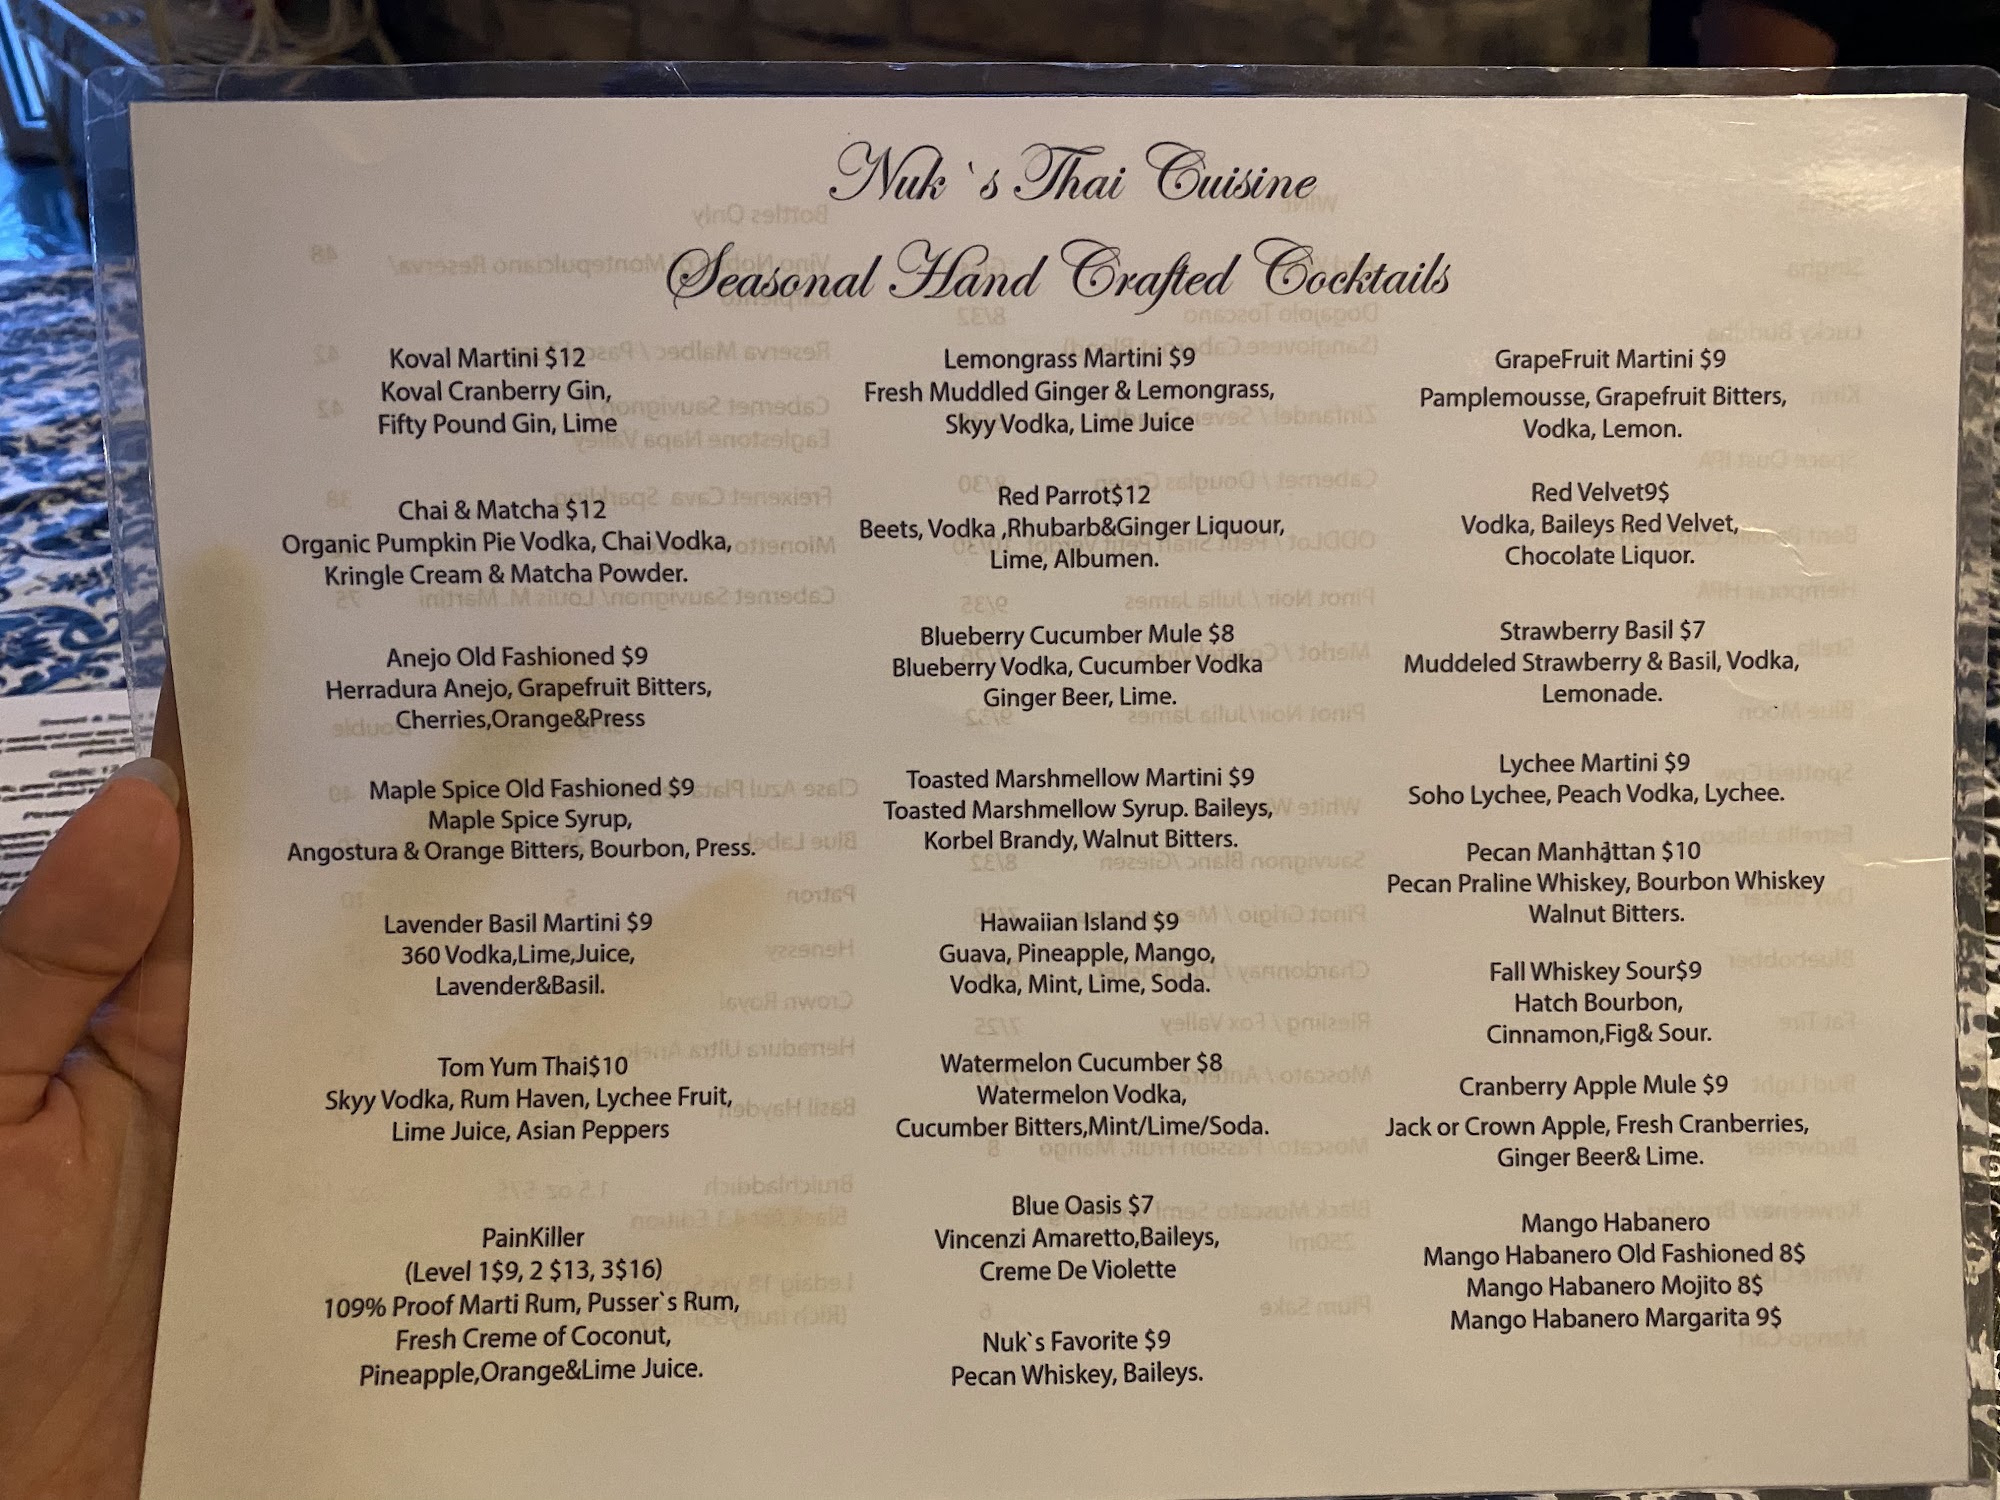 Nuk `s Thai Cuisine
Seasonal Hand Crafted Cocktails
Koval Martini $12
Koval Cranberry Gin,
Fifty Pound Gin, Lime
Chai & Matcha $12
Organic Pumpkin Pie Vodka, Chai Vodka,
Kringle Cream & Matcha Powder.
Anejo Old Fashioned $9
Herradura Anejo, Grapefruit Bitters,
Cherries,Orange&Press
Maple Spice Old Fashioned $9
Maple Spice Syrup,
Angostura & Orange Bitters, Bourbon, Press.
Lavender Basil Martini $9
360 Vodka,Lime,Juice,
Lavender&Basil.
Tom Yum Thai$10
Skyy Vodka, Rum Haven, Lychee Fruit,
Lime Juice, Asian Peppers
PainKiller
(Level 1$9, 2 $13, 3$16)
109% Proof Marti Rum, Pusser`s Rum,
Fresh Creme of Coconut,
Pineapple,Orange&Lime Juice.
Lemongrass Martini $9
Fresh Muddled Ginger & Lemongrass,
Skyy Vodka, Lime Juice
Red Parrot$12
Beets, Vodka ,Rhubarb&Ginger Liquour,
Lime, Albumen.
Blueberry Cucumber Mule $8
Blueberry Vodka, Cucumber Vodka
Ginger Beer, Lime.
Toasted Marshmellow Martini $9
Toasted Marshmellow Syrup. Baileys,
Korbel Brandy, Walnut Bitters.
Hawaiian Island $9
Guava, Pineapple, Mango,
Vodka, Mint, Lime, Soda.
Watermelon Cucumber $8
Watermelon Vodka,
Cucumber Bitters,Mint/Lime/Soda.
Blue Oasis $7
Vincenzi Amaretto,Baileys,
Creme De Violette
Nuk`s Favorite $9
Pecan Whiskey, Baileys.
GrapeFruit Martini $9
Pamplemousse, Grapefruit Bitters,
Vodka, Lemon.
Red Velvet9$
Vodka, Baileys Red Velvet,
Chocolate Liquor.
Strawberry Basil $7
Muddeled Strawberry & Basil, Vodka,
Lemonade.
Lychee Martini $9
Soho Lychee, Peach Vodka, Lychee.
Pecan Manhattan $10
Pecan Praline Whiskey, Bourbon Whiskey
Walnut Bitters.
Fall Whiskey Sour$9
Hatch Bourbon,
Cinnamon,Fig& Sour.
Cranberry Apple Mule $9
Jack or Crown Apple, Fresh Cranberries,
Ginger Beer& Lime.
Mango Habanero
Mango Habanero Old Fashioned 8$
Mango Habanero Mojito 8$
Mango Habanero Margarita 9$